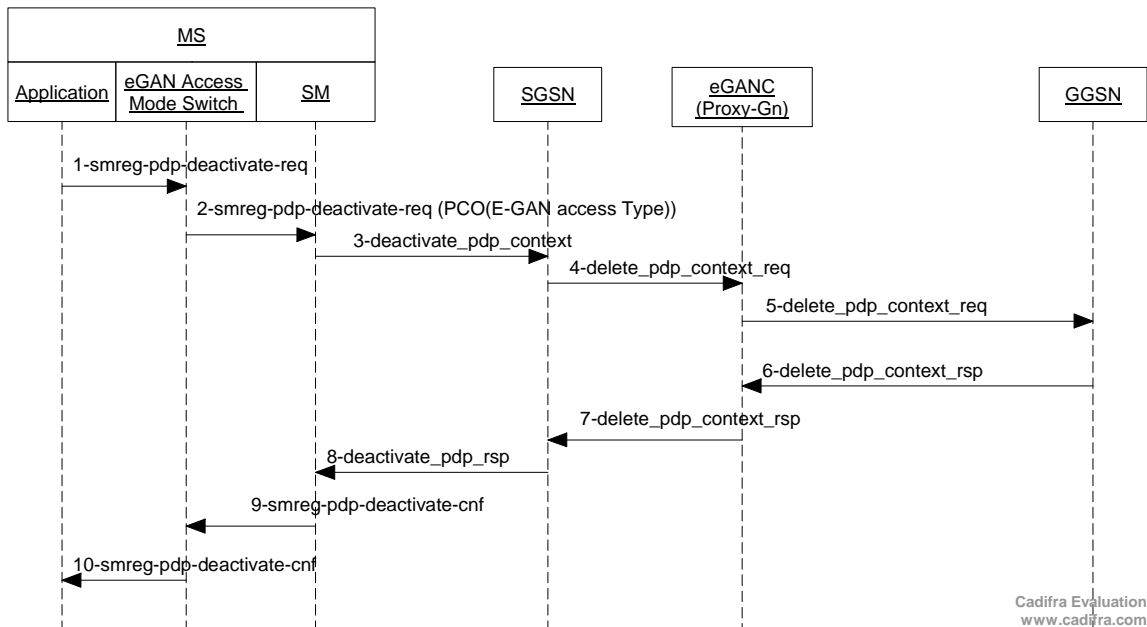 MS
Application
eGAN Access
Mode Switch
SM
SGSN
eGANC
(Proxy-Gn)
GGSN
1-smreg-pdp-deactivate-req
2-smreg-pdp-deactivate-req (PCO(E-GAN access Type))
3-deactivate_pdp_context
4-delete_pdp_context_req
5-delete_pdp_context_req
6-delete_pdp_context_rsp
7-delete_pdp_context_rsp
8-deactivate_pdp_rsp
9-smreg-pdp-deactivate-cnf
10-smreg-pdp-deactivate-cnf
Cadifra Evaluation
www.cadifra.com